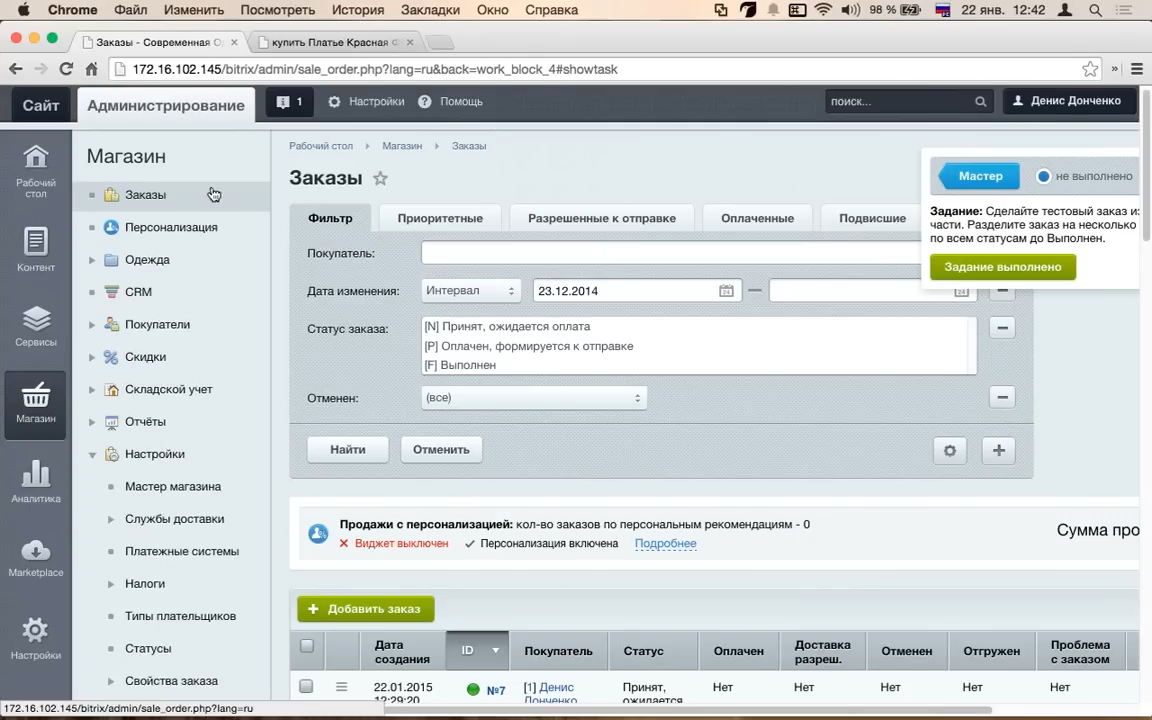 Chrome Файл Изменить Посмотреть История Закладки Окно Справка 98 % 22 янв. 12:42
Заказы - Современная О × купить Платье Красная Ф ×
172.16.102.145/bitrix/admin/sale_order.php?lang=ru&back=work_block_4#showtask »
Сайт Администрирование 1 Настройки ? Помощь поиск... Денис Донченко
Рабочий стол
Контент
Сервисы
Магазин
Аналитика
Marketplace
Настройки
Магазин
Заказы
Персонализация
Одежда
CRM
Покупатели
Скидки
Складской учет
Отчёты
Настройки
Мастер магазина
Службы доставки
Платежные системы
Налоги
Типы плательщиков
Статусы
Свойства заказа
Рабочий стол Магазин Заказы
Заказы
Мастер не выполнено
Задание: Сделайте тестовый заказ из
части. Разделите заказ на несколько
по всем статусам до Выполнен.
Задание выполнено
Фильтр Приоритетные Разрешенные к отправке Оплаченные Подвисшие
Покупатель:
Дата изменения: Интервал 23.12.2014 —
Статус заказа: [N] Принят, ожидается оплата
[P] Оплачен, формируется к отправке
[F] Выполнен
Отменен: (все)
Найти Отменить
Продажи с персонализацией: кол-во заказов по персональным рекомендациям - 0
Виджет выключен Персонализация включена Подробнее
Сумма про
+ Добавить заказ
Дата создания ID Покупатель Статус Оплачен Доставка разреш. Отменен Отгружен Проблема с заказом
22.01.2015 №7 [1] Денис Принят, Нет Нет Нет Нет Нет
12:29:20 Донченко ожидается
172.16.102.145/bitrix/admin/sale_order.php?lang=ru